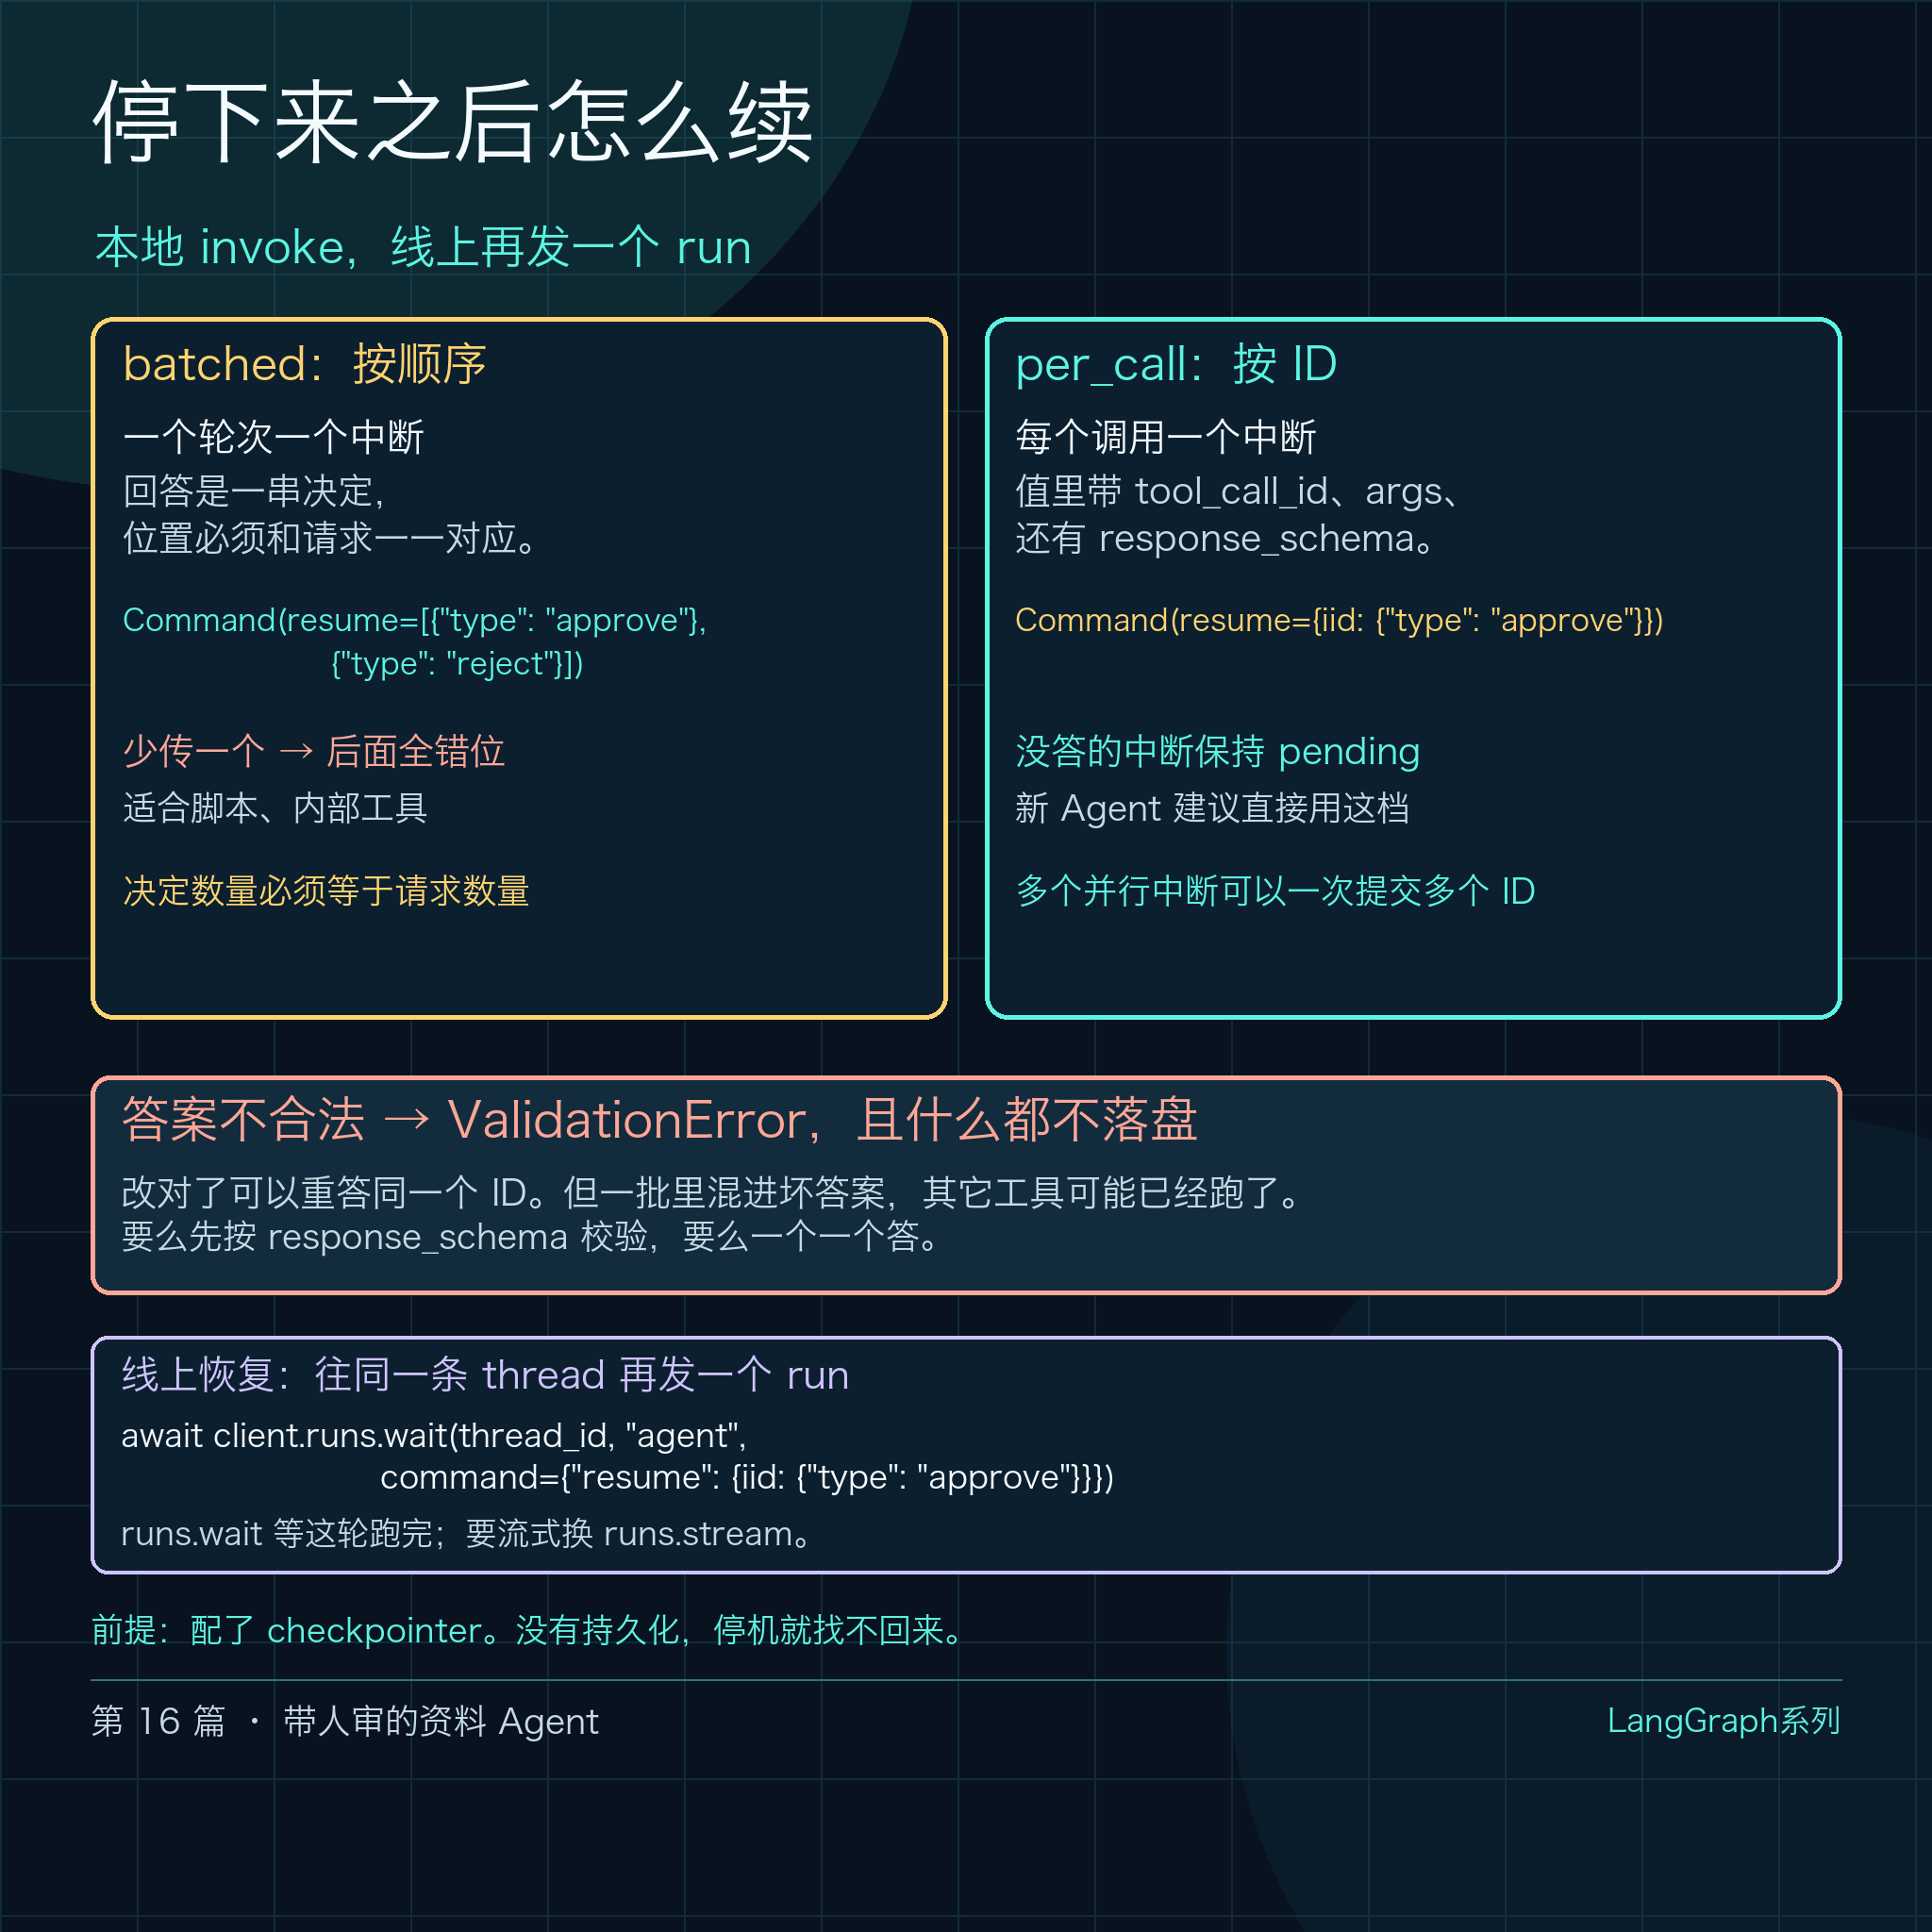 停下来之后怎么续
本地 invoke，线上再发一个 run
batched：按顺序
一个轮次一个中断
回答是一串决定，
位置必须和请求一一对应。
Command(resume=[{"type": "approve"},
{"type": "reject"}])
少传一个 → 后面全错位
适合脚本、内部工具
决定数量必须等于请求数量
per_call：按 ID
每个调用一个中断
值里带 tool_call_id、args、
还有 response_schema。
Command(resume={iid: {"type": "approve"}})
没答的中断保持 pending
新 Agent 建议直接用这档
多个并行中断可以一次提交多个 ID
答案不合法 → ValidationError，且什么都不落盘
改对了可以重答同一个 ID。但一批里混进坏答案，其它工具可能已经跑了。
要么先按 response_schema 校验，要么一个一个答。
线上恢复：往同一条 thread 再发一个 run
await client.runs.wait(thread_id, "agent",
command={"resume": {iid: {"type": "approve"}}})
runs.wait 等这轮跑完；要流式换 runs.stream。
前提：配了 checkpointer。没有持久化，停机就找不回来。
第 16 篇 · 带人审的资料 Agent
LangGraph系列